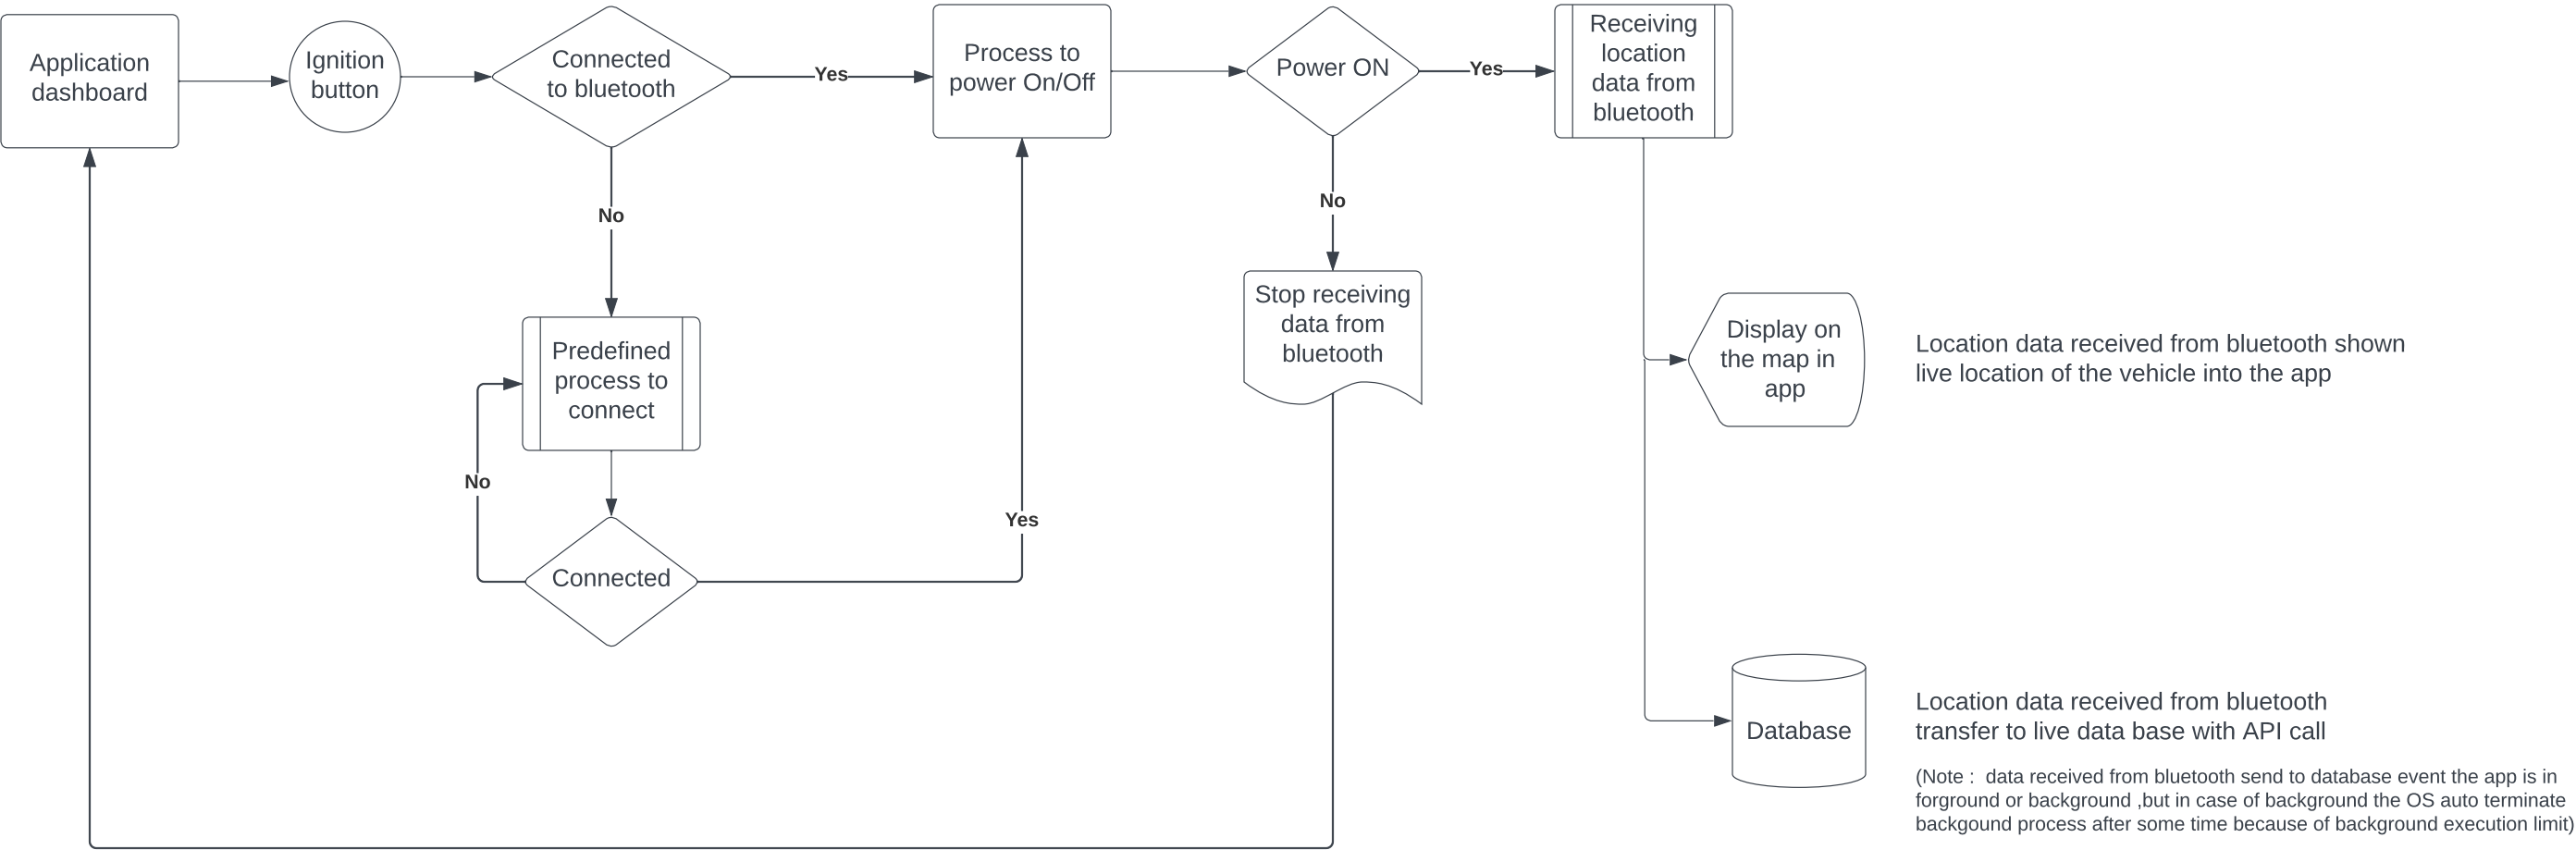 Application
dashboard
Ignition
button
Connected
to bluetooth
Yes
Process to
power On/Off
Power ON
Yes
Receiving
location
data from
bluetooth
No
No
Stop receiving
data from
bluetooth
Predefined
process to
connect
Display on
the map in
app
Location data received from bluetooth shown
live location of the vehicle into the app
No
Yes
Connected
Database
Location data received from bluetooth
transfer to live data base with API call
(Note :  data received from bluetooth send to database event the app is in
forground or background ,but in case of background the OS auto terminate
backgound process after some time because of background execution limit)